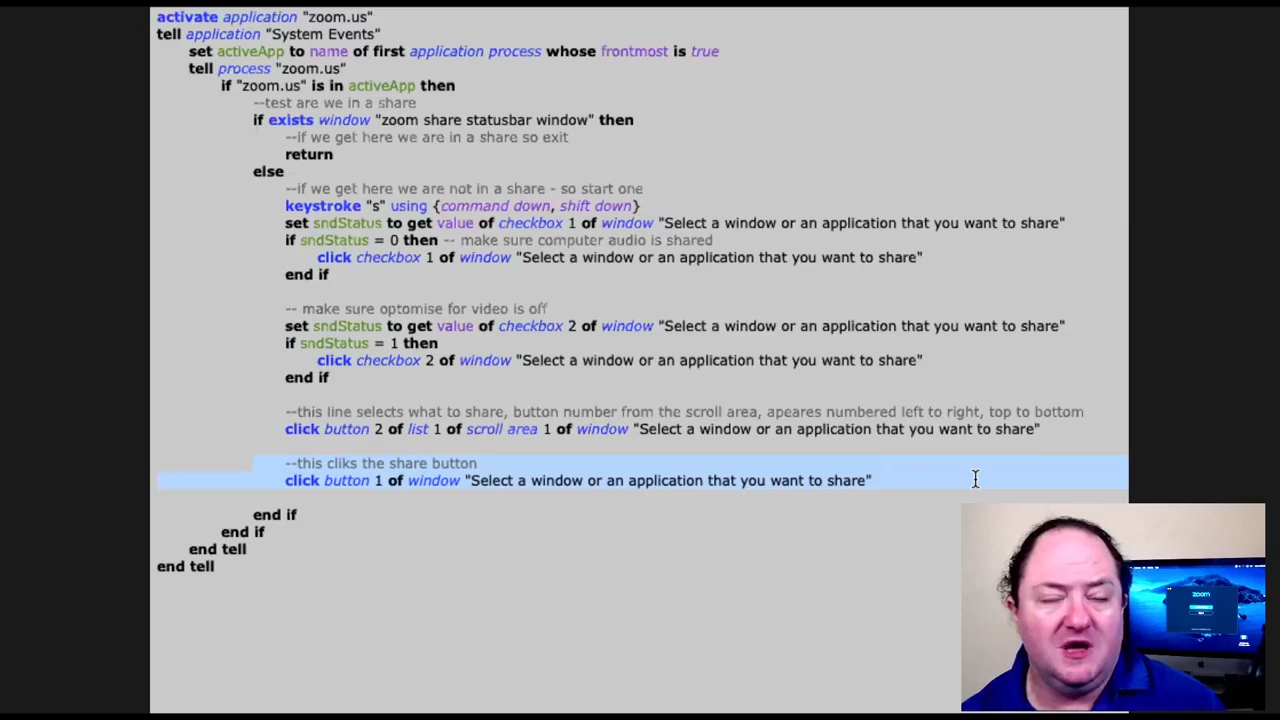 activate application "zoom.us"
tell application "System Events"
set activeApp to name of first application process whose frontmost is true
tell process "zoom.us"
if "zoom.us" is in activeApp then
--test are we in a share
if exists window "zoom share statusbar window" then
--if we get here we are in a share so exit
return
else
--if we get here we are not in a share - so start one
keystroke "s" using {command down, shift down}
set sndStatus to get value of checkbox 1 of window "Select a window or an application that you want to share"
if sndStatus = 0 then -- make sure computer audio is shared
click checkbox 1 of window "Select a window or an application that you want to share"
end if
-- make sure optomise for video is off
set sndStatus to get value of checkbox 2 of window "Select a window or an application that you want to share"
if sndStatus = 1 then
click checkbox 2 of window "Select a window or an application that you want to share"
end if
--this line selects what to share, button number from the scroll area, apeares numbered left to right, top to bottom
click button 2 of list 1 of scroll area 1 of window "Select a window or an application that you want to share"
--this cliks the share button
click button 1 of window "Select a window or an application that you want to share"
end if
end if
end tell
end tell
zoom